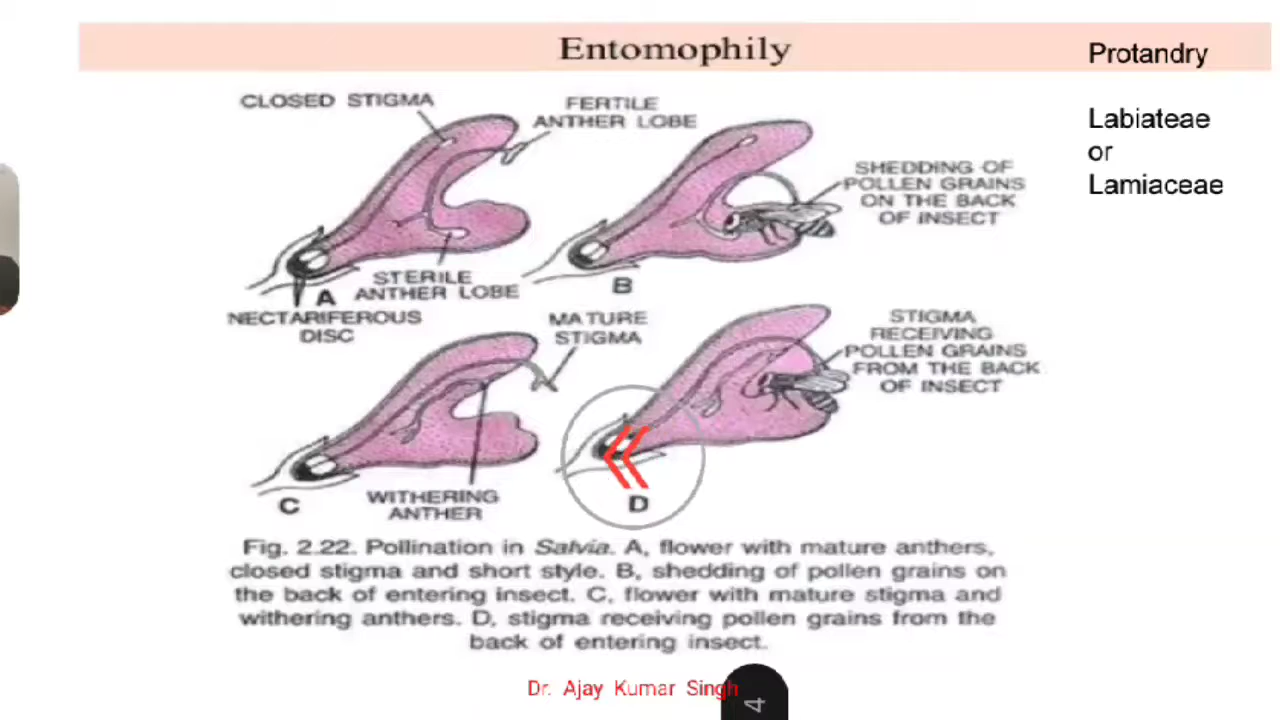 Entomophily
Protandry
Labiateae
or
Lamiaceae
CLOSED STIGMA
FERTILE
ANTHER LOBE
SHEDDING OF
POLLEN GRAINS
ON THE BACK
OF INSECT
STERILE
ANTHER LOBE
A
B
NECTARIFEROUS
DISC
MATURE
STIGMA
STIGMA
RECEIVING
POLLEN GRAINS
FROM THE BACK
OF INSECT
WITHERING
ANTHER
C
D
Fig. 2.22. Pollination in Salvia. A, flower with mature anthers,
closed stigma and short style. B, shedding of pollen grains on
the back of entering insect. C, flower with mature stigma and
withering anthers. D, stigma receiving pollen grains from the
back of entering insect.
Dr. Ajay Kumar Singh
4